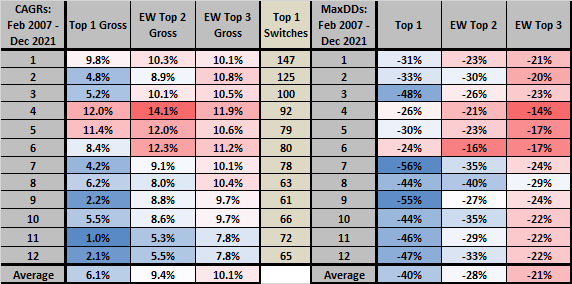 CAGRs: Feb 2007 - Dec 2021 Top 1 Gross EW Top 2 Gross EW Top 3 Gross Top 1 Switches MaxDDs: Feb 2007 - Dec 2021 Top 1 EW Top 2 EW Top 3
1 9.8% 10.3% 10.1% 147 1 -31% -23% -21%
2 4.8% 8.9% 10.8% 125 2 -33% -30% -20%
3 5.2% 10.1% 10.5% 100 3 -48% -26% -23%
4 12.0% 14.1% 11.9% 92 4 -26% -21% -14%
5 11.4% 12.0% 10.6% 79 5 -30% -23% -17%
6 8.4% 12.3% 11.2% 80 6 -24% -16% -17%
7 4.2% 9.1% 10.1% 78 7 -56% -35% -24%
8 6.2% 8.0% 10.4% 63 8 -44% -40% -29%
9 2.2% 8.8% 9.7% 61 9 -55% -27% -24%
10 5.5% 8.6% 9.7% 66 10 -44% -35% -22%
11 1.0% 5.3% 7.8% 72 11 -46% -29% -22%
12 2.1% 5.5% 7.8% 65 12 -47% -33% -22%
Average 6.1% 9.4% 10.1% Average -40% -28% -21%